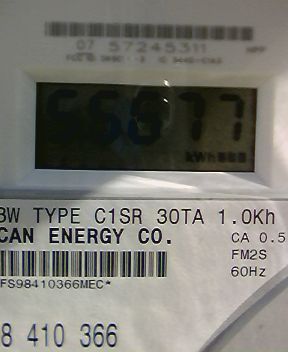 07 57245311
66877
kWh
3W TYPE C1SR 30TA 1.0Kh
CAN ENERGY CO.
CA 0.5
FM2S
60Hz
FS98410366MEC*
8 410 366